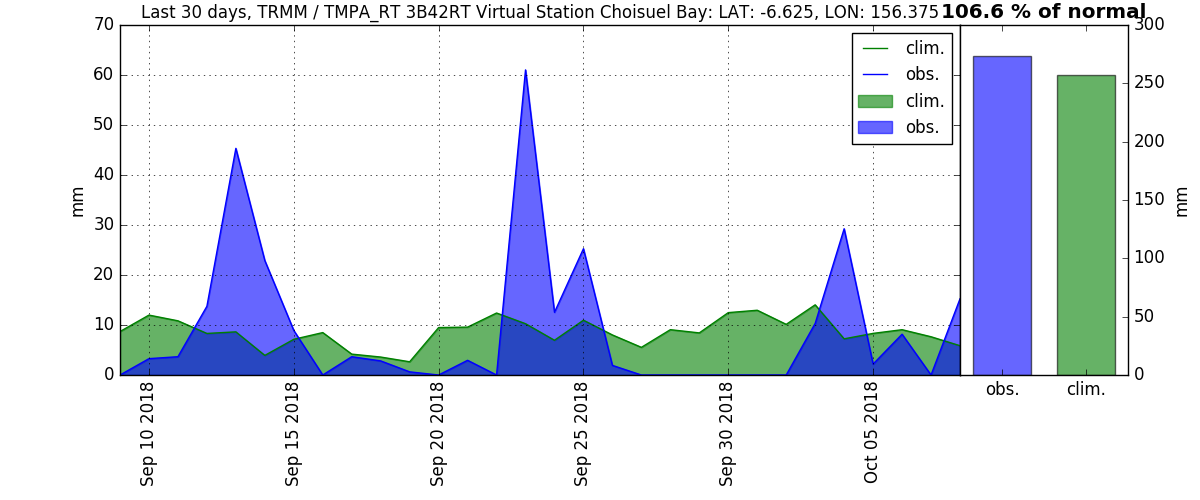 Last 30 days, TRMM / TMPA_RT 3B42RT Virtual Station Choisuel Bay: LAT: -6.625, LON: 156.375
106.6 % of normal
70
60
50
40
30
20
10
0
mm
clim.
obs.
clim.
obs.
Sep 10 2018
Sep 15 2018
Sep 20 2018
Sep 25 2018
Sep 30 2018
Oct 05 2018
300
250
200
150
100
50
0
mm
obs.
clim.